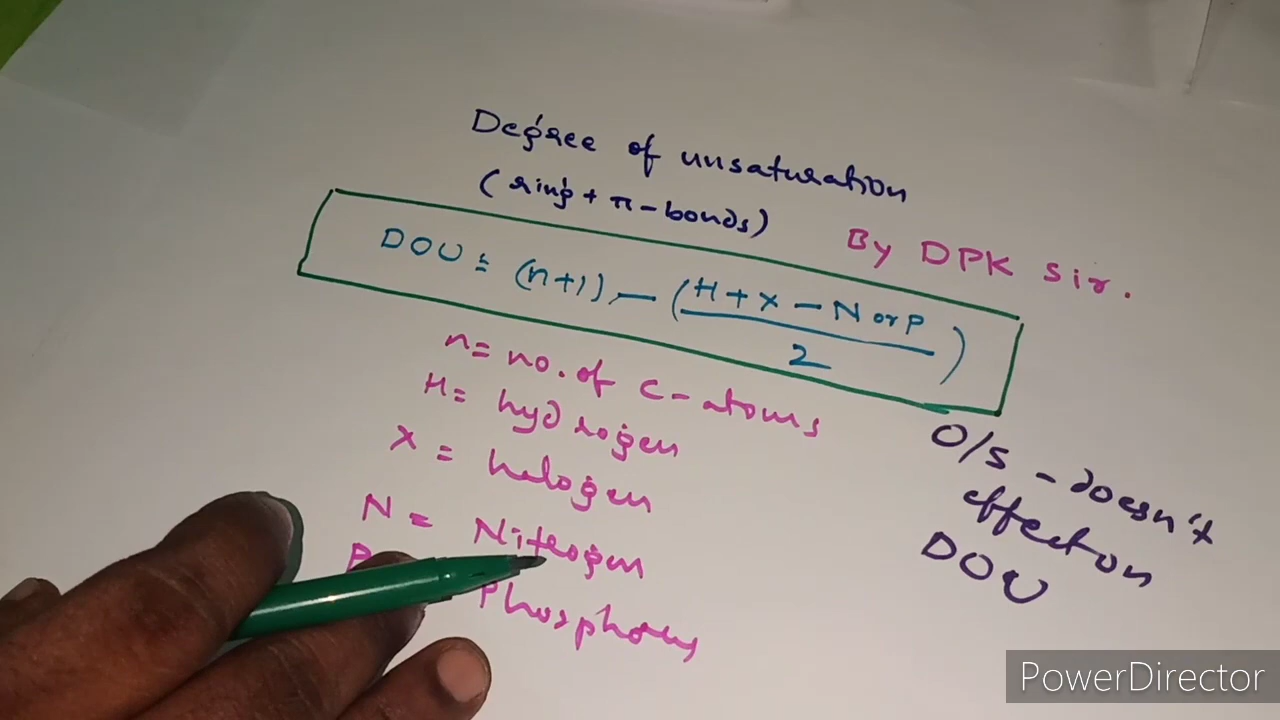 Degree of unsaturation
(ring + π-bonds)
By DPK Sir.
DOU = (n+1) - (H + X - N or P / 2)
n = no. of C-atoms
H = hydrogen
X = halogen
N = Nitrogen
P Phosphorus
O/S - doesn't
effect on
DOU
PowerDirector